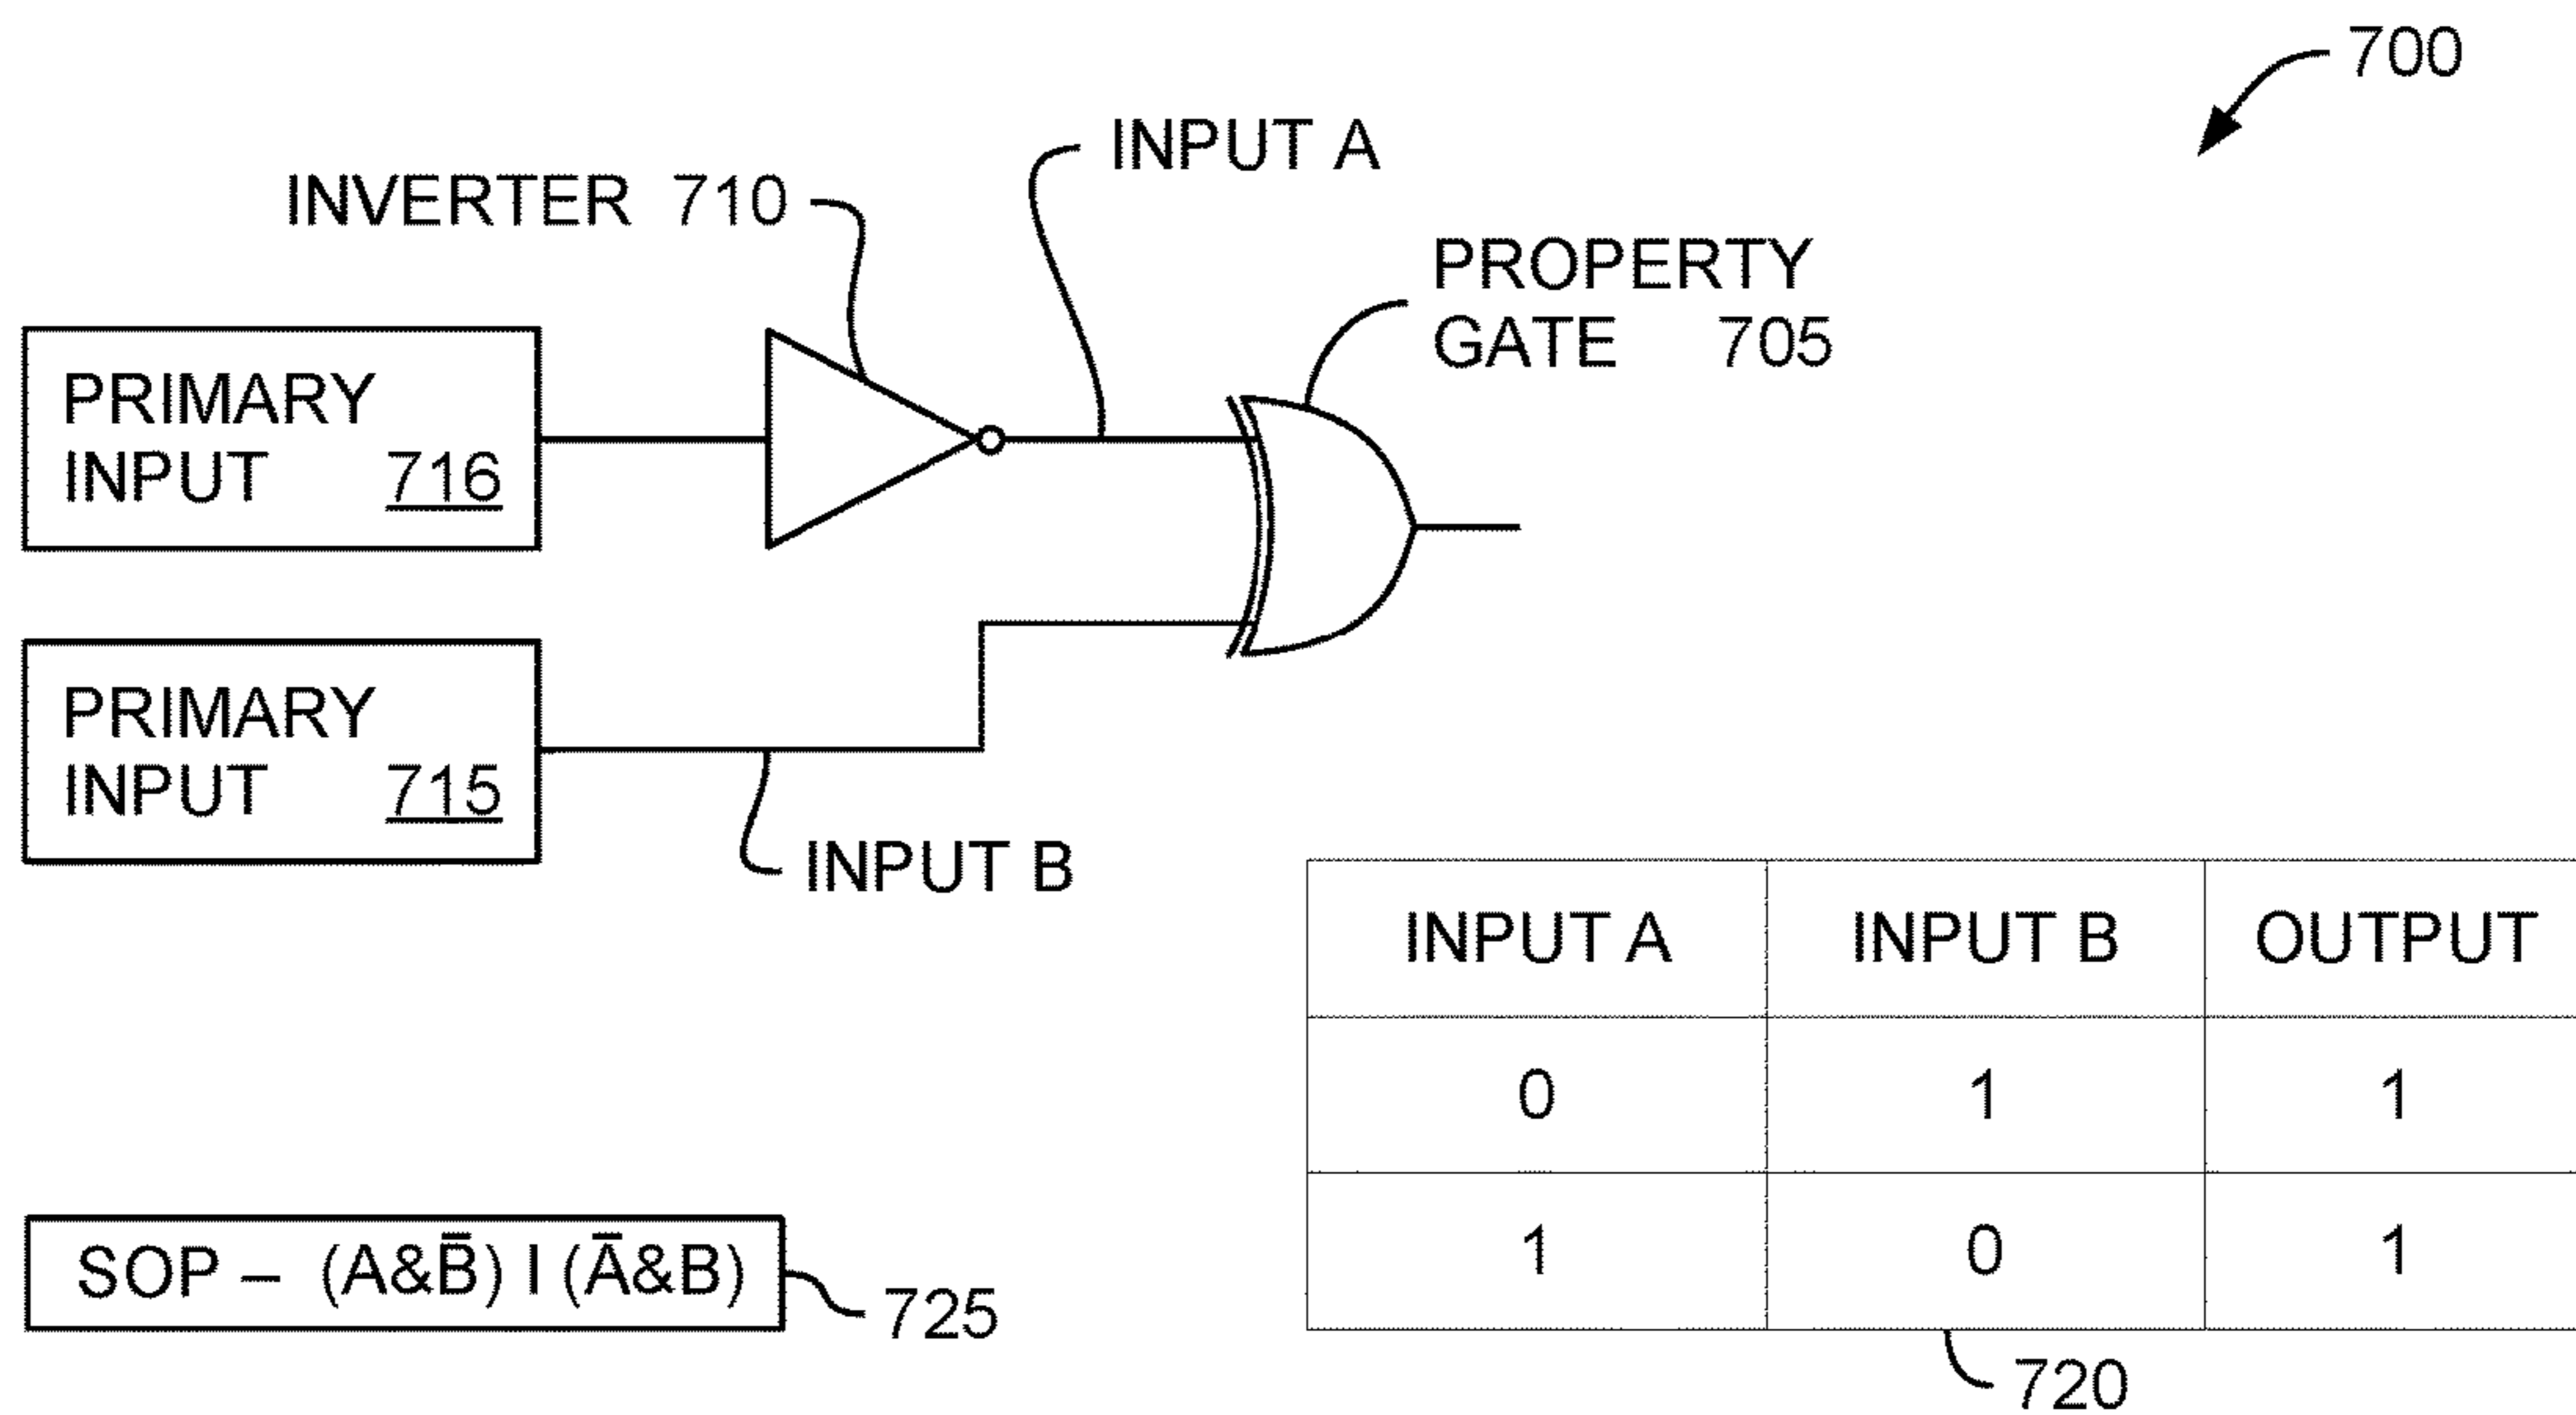 700
INPUT A
INVERTER 710
PROPERTY
GATE 705
PRIMARY
INPUT 716
PRIMARY
INPUT 715
INPUT B
INPUT A INPUT B OUTPUT
0 1 1
1 0 1
SOP – (A&B̿) I (A̅&B)
725
720